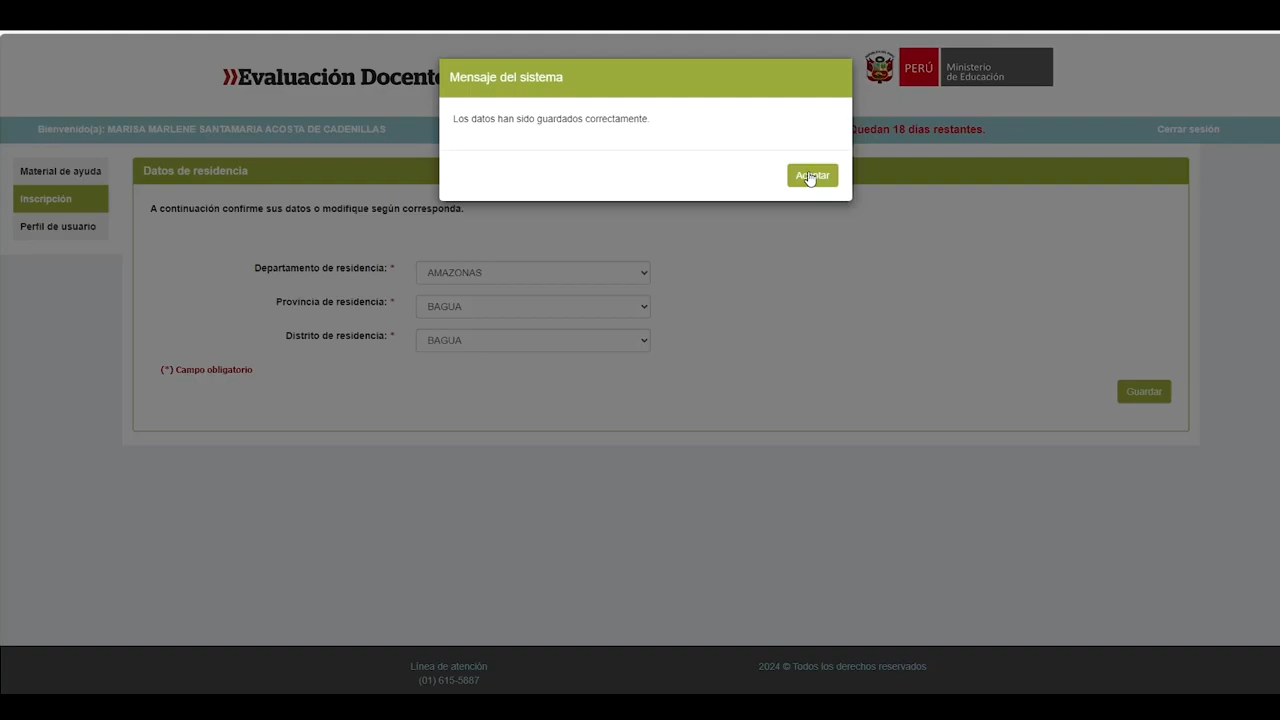 »Evaluación Docente
PERÚ
Ministerio
de Educación
Mensaje del sistema
Los datos han sido guardados correctamente.
Aceptar
Bienvenido(a): MARISA MARLENE SANTAMARIA ACOSTA DE CADENILLAS
Quedan 18 días restantes.
Cerrar sesión
Material de ayuda
Inscripción
Perfil de usuario
Datos de residencia
A continuación confirme sus datos o modifique según corresponda.
Departamento de residencia: *
AMAZONAS
Provincia de residencia: *
BAGUA
Distrito de residencia: *
BAGUA
(*) Campo obligatorio
Guardar
Línea de atención
(01) 615-5887
2024 © Todos los derechos reservados